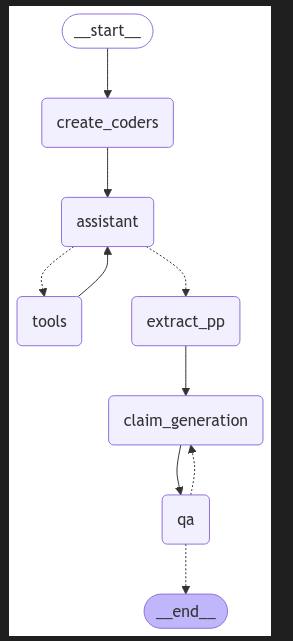 __start__
create_coders
assistant
tools
extract_pp
claim_generation
qa
__end__